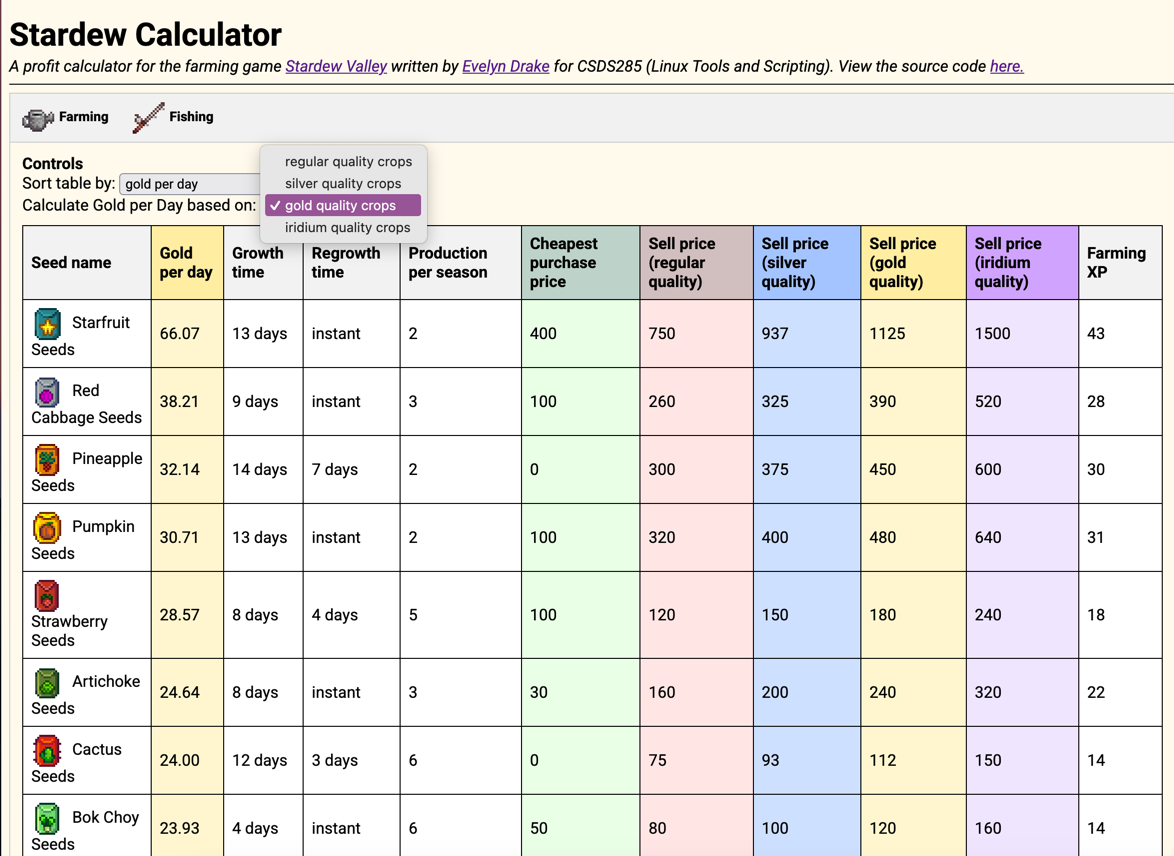 Stardew Calculator
A profit calculator for the farming game Stardew Valley written by Evelyn Drake for CSDS285 (Linux Tools and Scripting). View the source code here.
Farming Fishing
Controls
Sort table by: gold per day
Calculate Gold per Day based on:
regular quality crops
silver quality crops
✓ gold quality crops
iridium quality crops
Seed name Gold per day Growth time Regrowth time Production per season Cheapest purchase price Sell price (regular quality) Sell price (silver quality) Sell price (gold quality) Sell price (iridium quality) Farming XP
Starfruit Seeds 66.07 13 days instant 2 400 750 937 1125 1500 43
Red Cabbage Seeds 38.21 9 days instant 3 100 260 325 390 520 28
Pineapple Seeds 32.14 14 days 7 days 2 0 300 375 450 600 30
Pumpkin Seeds 30.71 13 days instant 2 100 320 400 480 640 31
Strawberry Seeds 28.57 8 days 4 days 5 100 120 150 180 240 18
Artichoke Seeds 24.64 8 days instant 3 30 160 200 240 320 22
Cactus Seeds 24.00 12 days 3 days 6 0 75 93 112 150 14
Bok Choy Seeds 23.93 4 days instant 6 50 80 100 120 160 14